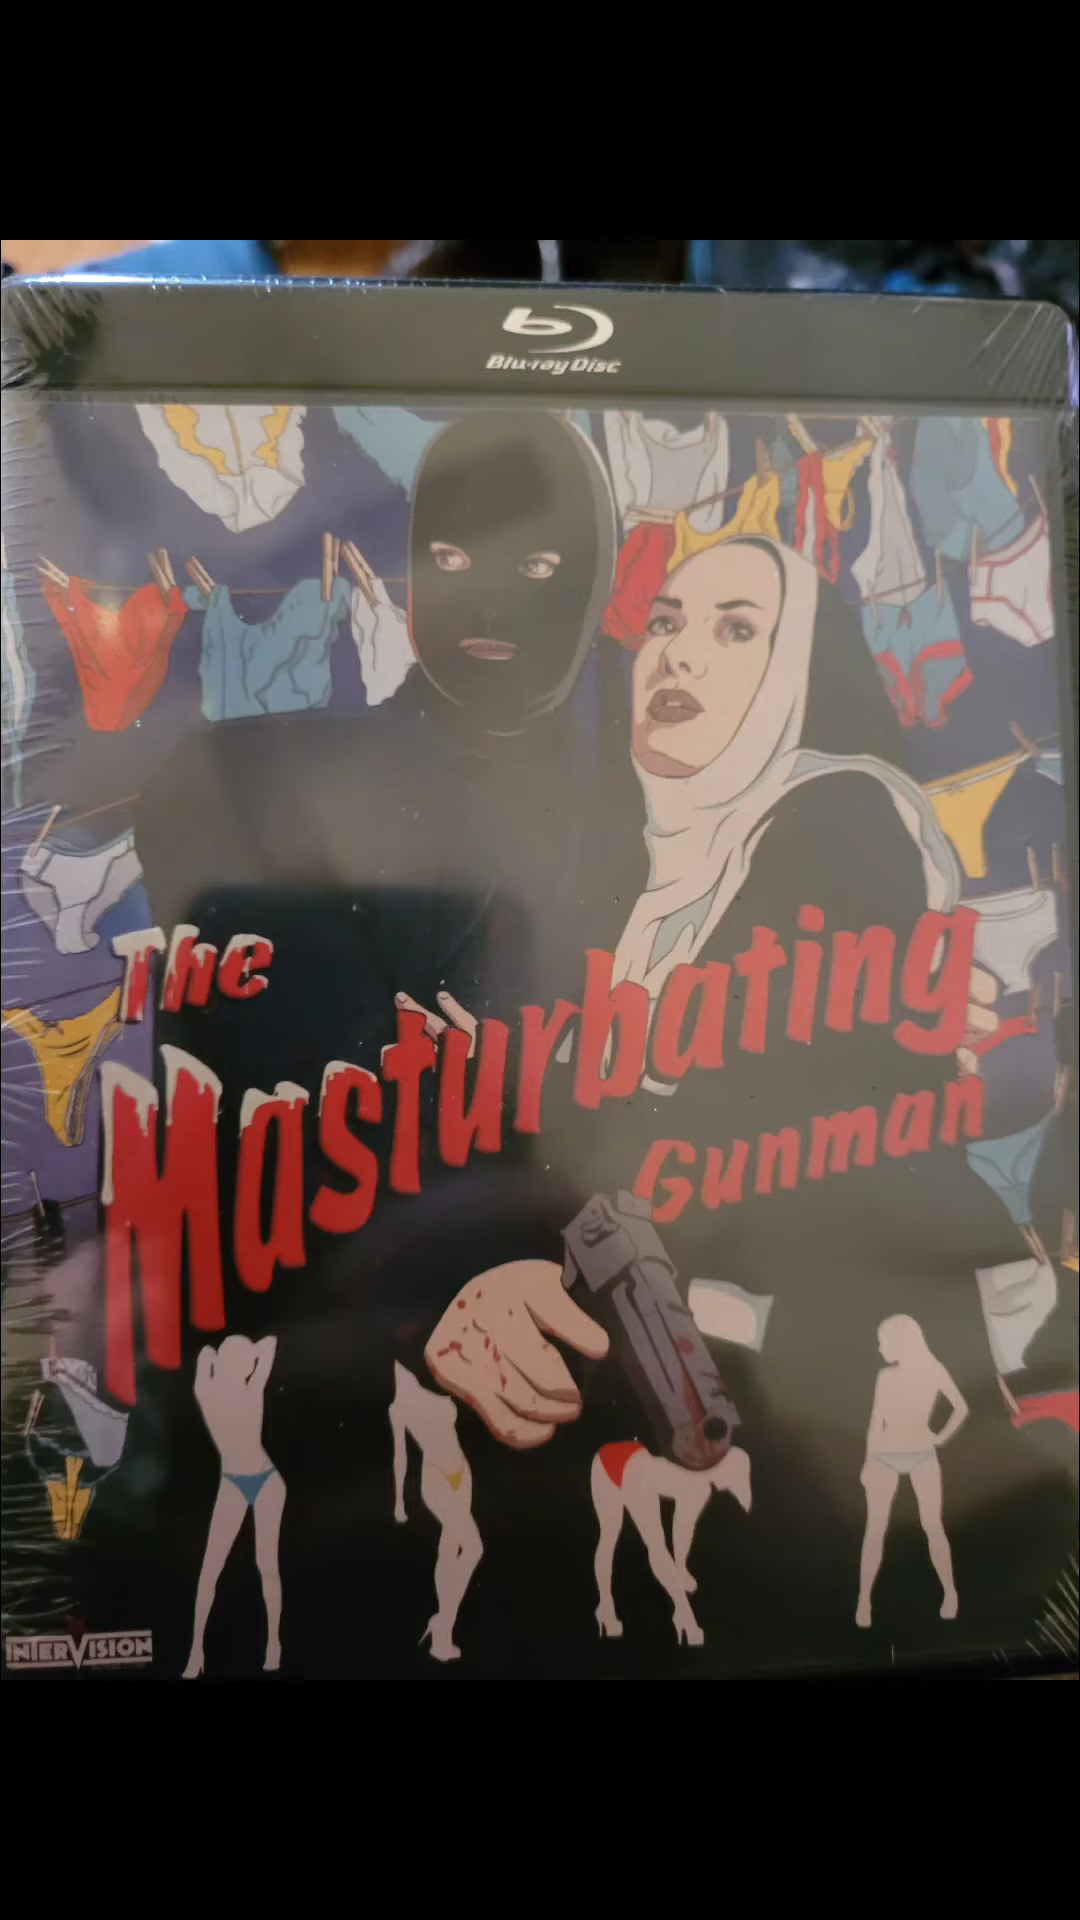 Blu-ray Disc
The
Masturbating
Gunman
INTERVISION